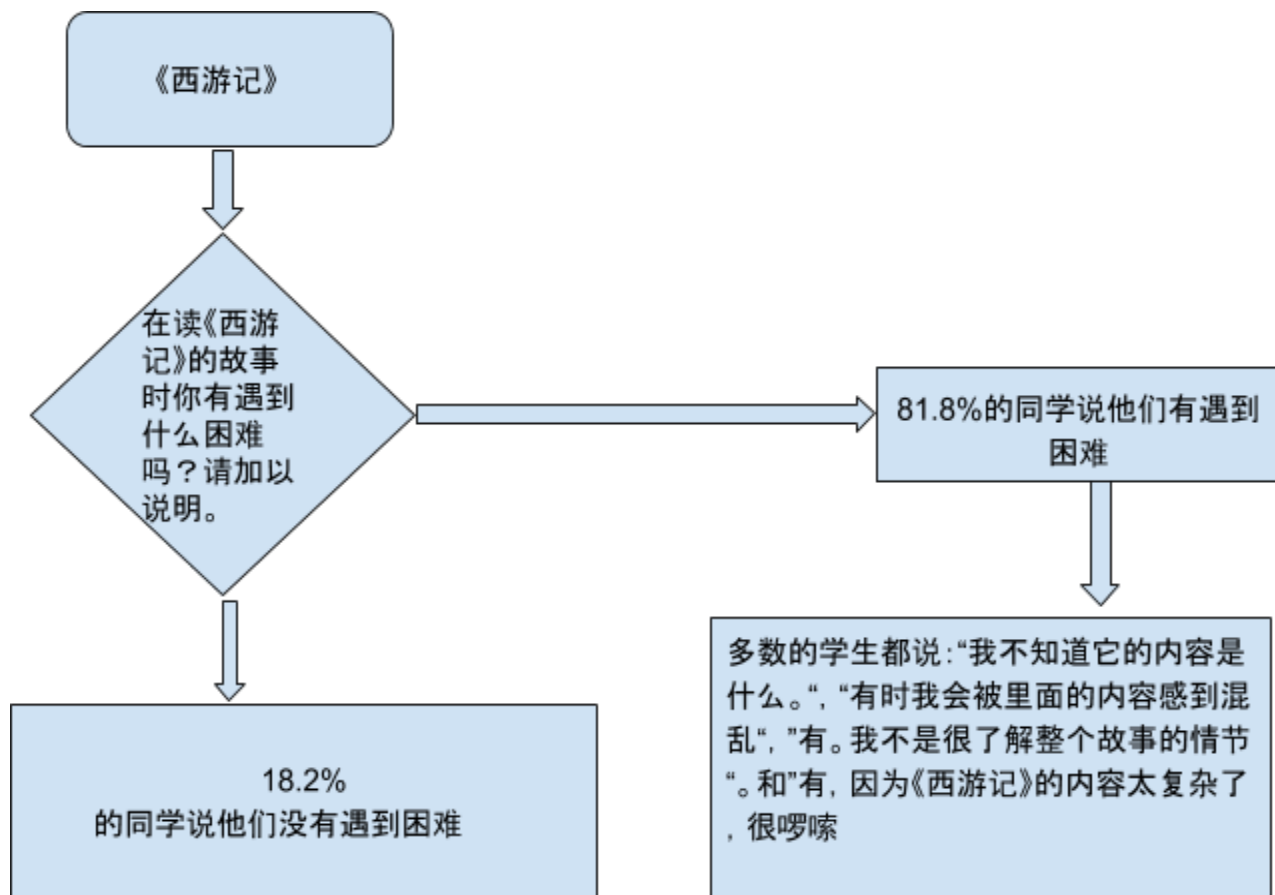 《西游记》
在读《西游
记》的故事
时你有遇到
什么困难
吗？请加以
说明。
81.8%的同学说他们有遇到
困难
18.2%
的同学说他们没有遇到困难
多数的学生都说：“我不知道它的内容是
什么。“，“有时我会被里面的内容感到混
乱“，”有。我不是很了解整个故事的情节
“。和”有，因为《西游记》的内容太复杂了
，很啰嗦